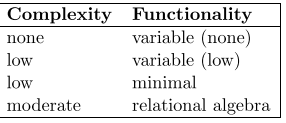 Complexity Functionality
none variable (none)
low variable (low)
low minimal
moderate relational algebra